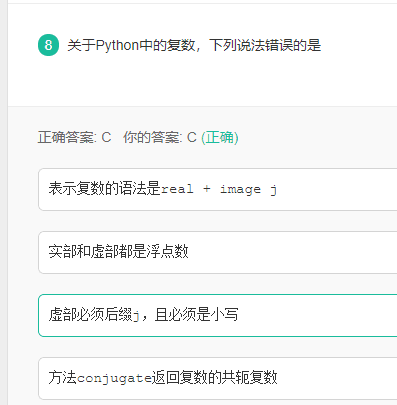 8 关于Python中的复数，下列说法错误的是
正确答案: C 你的答案: C (正确)
表示复数的语法是real + image j
实部和虚部都是浮点数
虚部必须后缀j，且必须是小写
方法conjugate返回复数的共轭复数